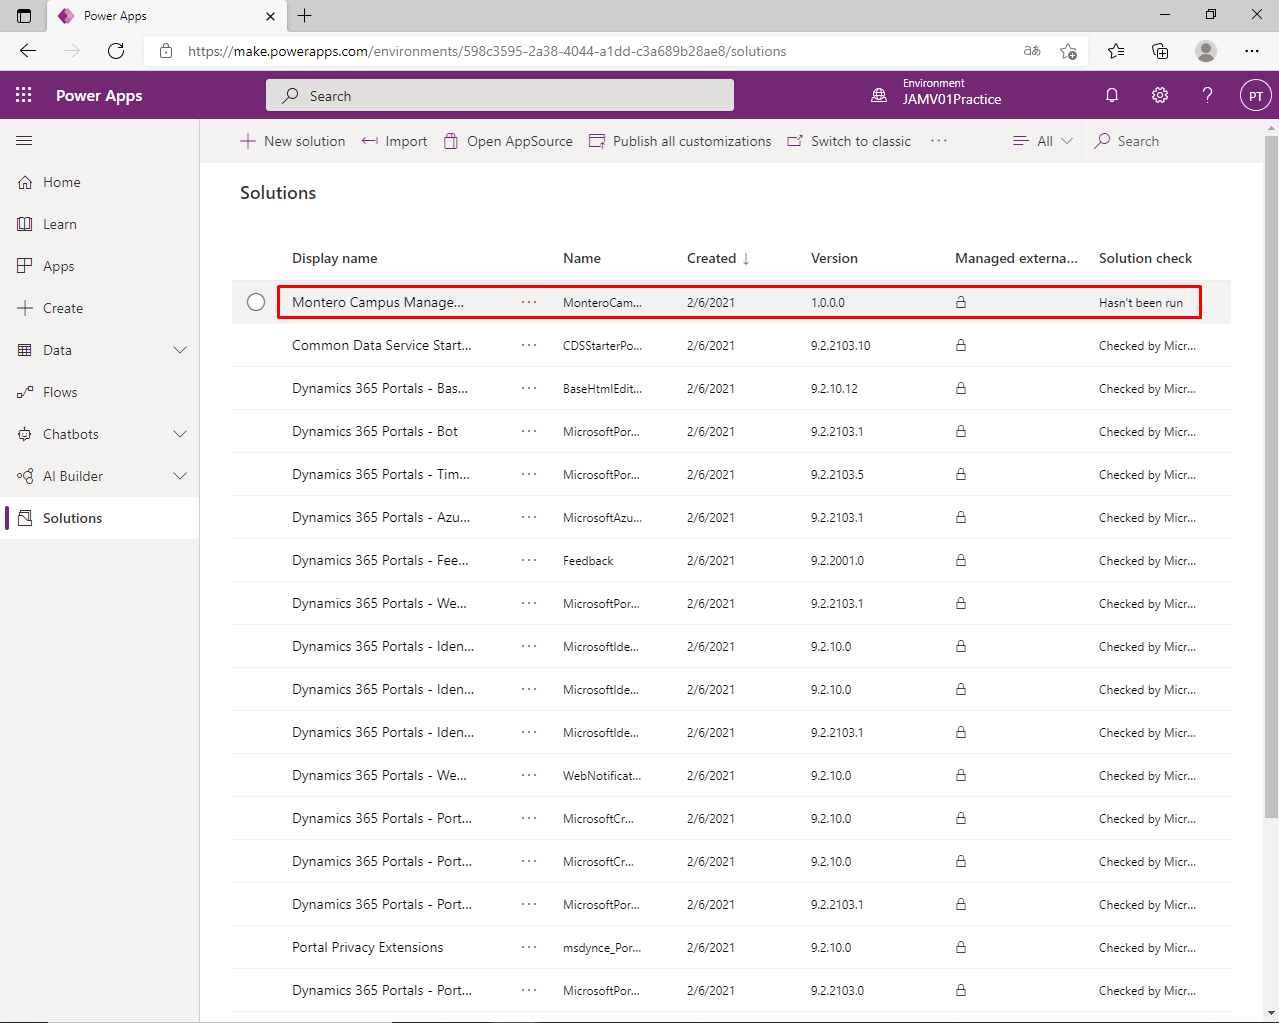 Power Apps
https://make.powerapps.com/environments/598c3595-2a38-4044-a1dd-c3a689b28ae8/solutions
aあ
Power Apps
Search
Environment
JAMV01Practice
PT
New solution
Import
Open AppSource
Publish all customizations
Switch to classic
All
Search
Home
Learn
Apps
Create
Data
Flows
Chatbots
AI Builder
Solutions
Solutions
Display name Name Created Version Managed externa... Solution check
Montero Campus Manage... MonteroCam... 2/6/2021 1.0.0.0 Hasn't been run
Common Data Service Start... CDSStarterPo... 2/6/2021 9.2.2103.10 Checked by Micr...
Dynamics 365 Portals - Bas... BaseHtmlEdit... 2/6/2021 9.2.10.12 Checked by Micr...
Dynamics 365 Portals - Bot MicrosoftPor... 2/6/2021 9.2.2103.1 Checked by Micr...
Dynamics 365 Portals - Tim... MicrosoftPor... 2/6/2021 9.2.2103.5 Checked by Micr...
Dynamics 365 Portals - Azu... MicrosoftAzu... 2/6/2021 9.2.2103.1 Checked by Micr...
Dynamics 365 Portals - Fee... Feedback 2/6/2021 9.2.2001.0 Checked by Micr...
Dynamics 365 Portals - We... MicrosoftPor... 2/6/2021 9.2.2103.1 Checked by Micr...
Dynamics 365 Portals - Iden... MicrosoftIde... 2/6/2021 9.2.10.0 Checked by Micr...
Dynamics 365 Portals - Iden... MicrosoftIde... 2/6/2021 9.2.10.0 Checked by Micr...
Dynamics 365 Portals - Iden... MicrosoftIde... 2/6/2021 9.2.2103.1 Checked by Micr...
Dynamics 365 Portals - We... WebNotificat... 2/6/2021 9.2.10.0 Checked by Micr...
Dynamics 365 Portals - Port... MicrosoftCr... 2/6/2021 9.2.10.0 Checked by Micr...
Dynamics 365 Portals - Port... MicrosoftCr... 2/6/2021 9.2.10.0 Checked by Micr...
Dynamics 365 Portals - Port... MicrosoftPor... 2/6/2021 9.2.2103.1 Checked by Micr...
Portal Privacy Extensions msdynce_Por... 2/6/2021 9.2.10.0 Checked by Micr...
Dynamics 365 Portals - Port... MicrosoftPor... 2/6/2021 9.2.2103.0 Checked by Micr...